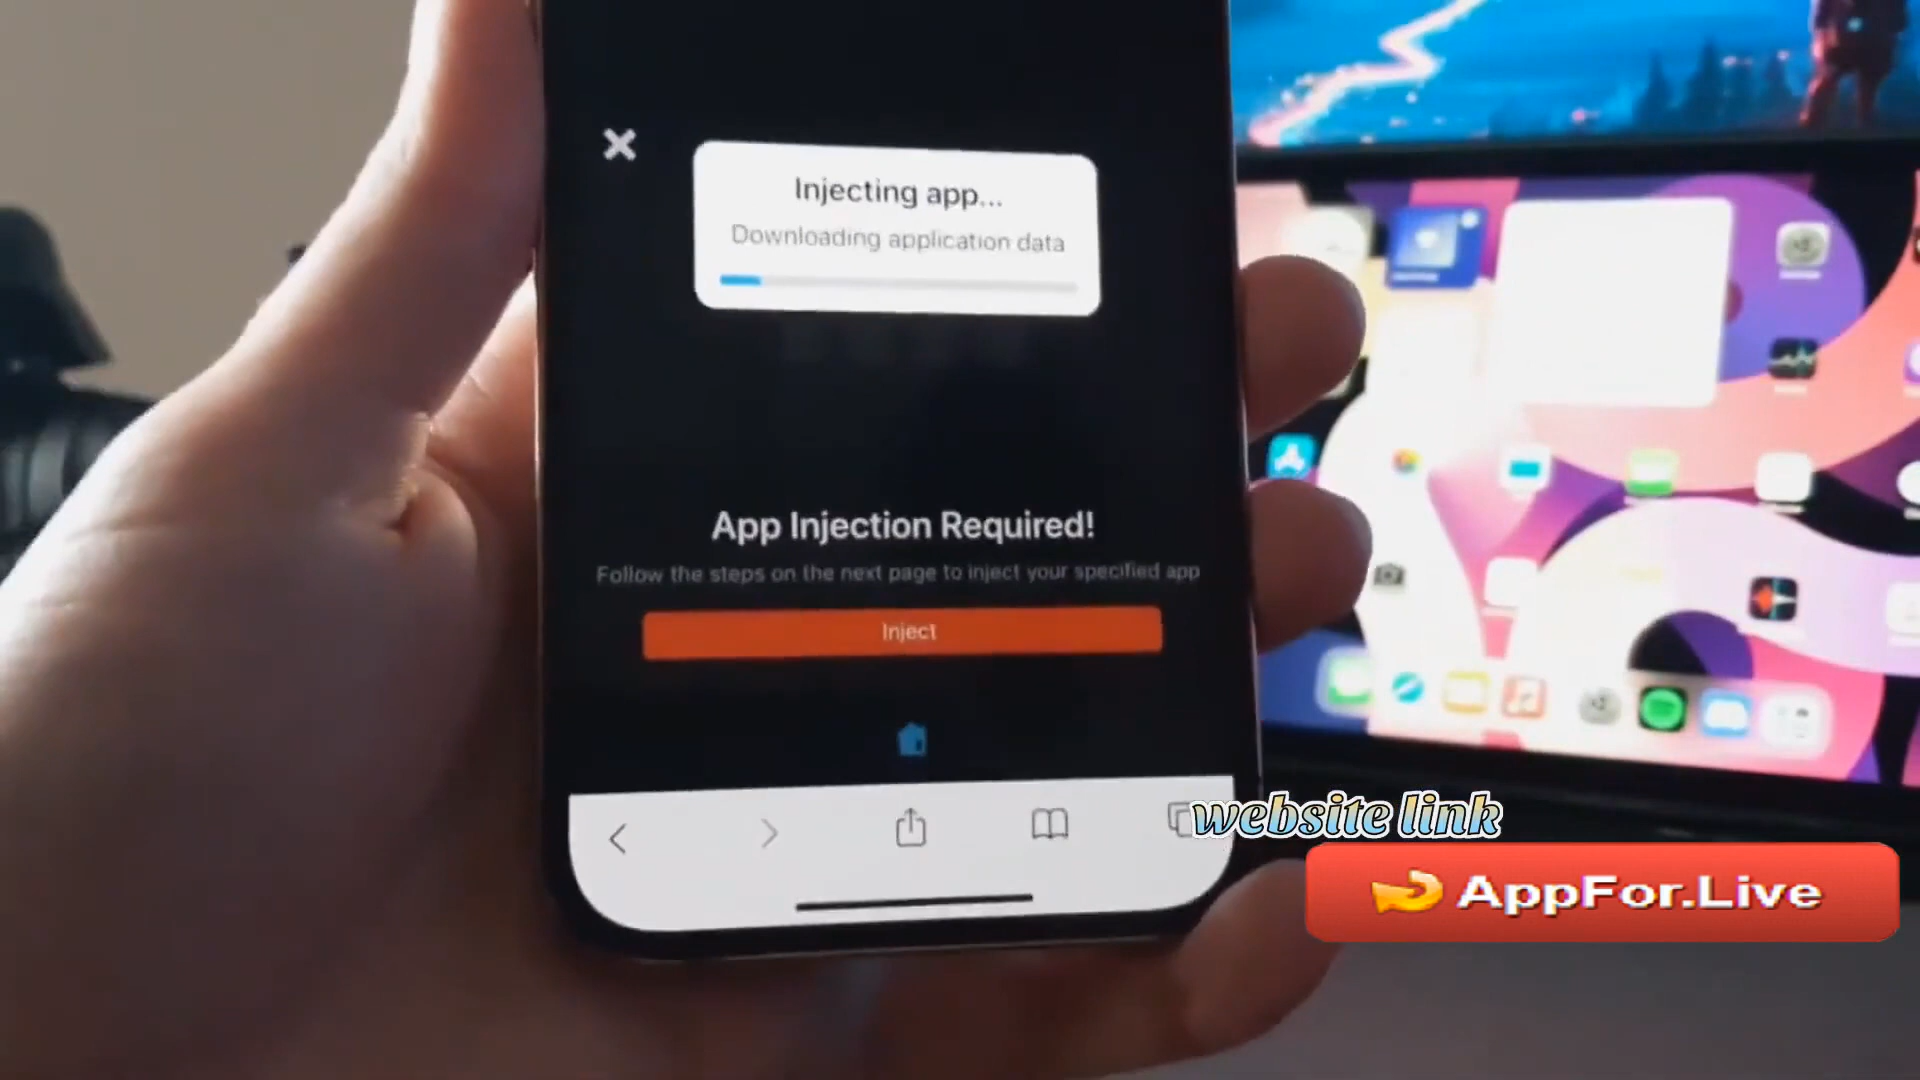 Injecting app...
Downloading application data
App Injection Required!
Follow the steps on the next page to inject your specified app
Inject
website link
AppFor.Live